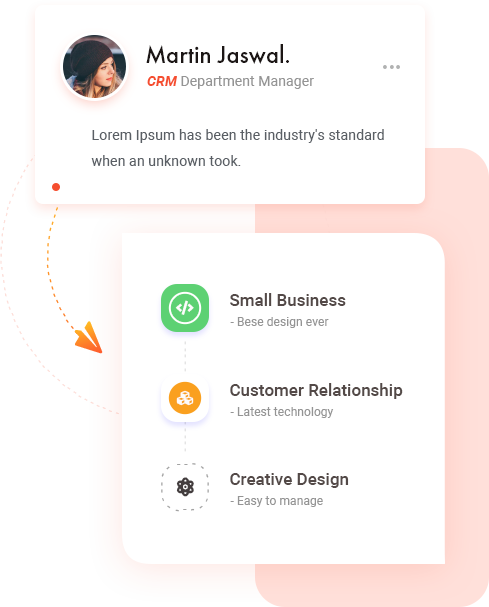 Martin Jaswal.
CRM Department Manager
Lorem Ipsum has been the industry's standard
when an unknown took.
Small Business
- Bese design ever
Customer Relationship
- Latest technology
Creative Design
- Easy to manage